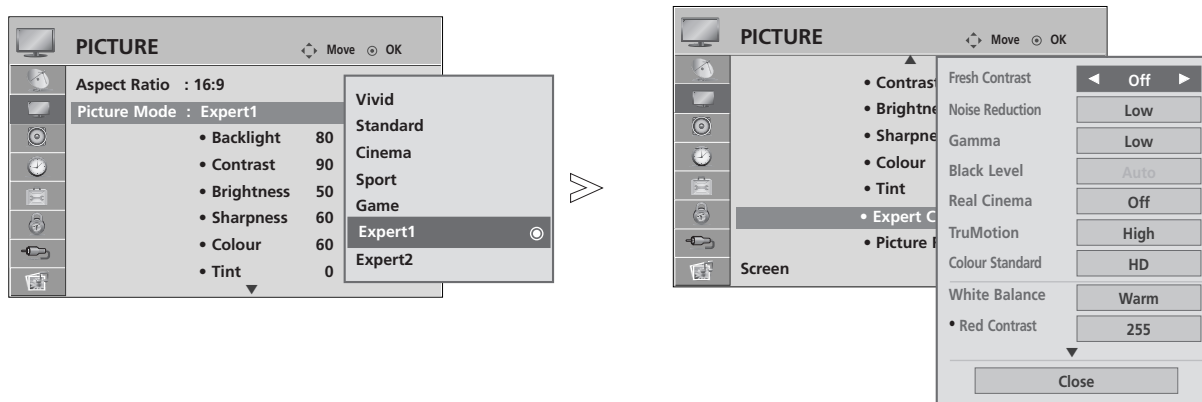 PICTURE
Move OK
Aspect Ratio : 16:9
Picture Mode : Expert1
• Backlight 80
• Contrast 90
• Brightness 50
• Sharpness 60
• Colour 60
• Tint 0
Vivid
Standard
Cinema
Sport
Game
Expert1
Expert2
PICTURE
Move OK
• Contrast
• Brightne
• Sharpne
• Colour
• Tint
• Expert C
• Picture
Screen
Fresh Contrast Off
Noise Reduction Low
Gamma Low
Black Level Auto
Real Cinema Off
TruMotion High
Colour Standard HD
White Balance Warm
• Red Contrast 255
Close